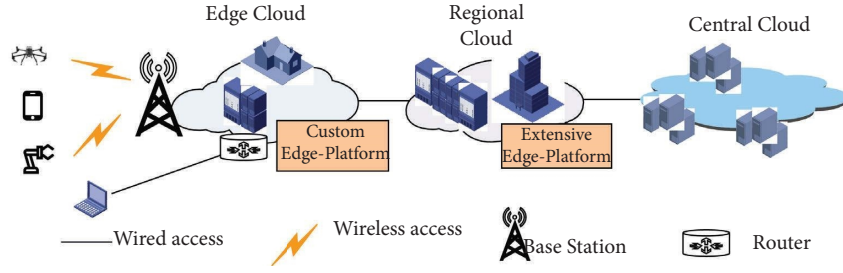 Edge Cloud
Regional
Cloud
Central Cloud
Custom
Edge-Platform
Extensive
Edge-Platform
Wired access
Wireless access
Base Station
Router